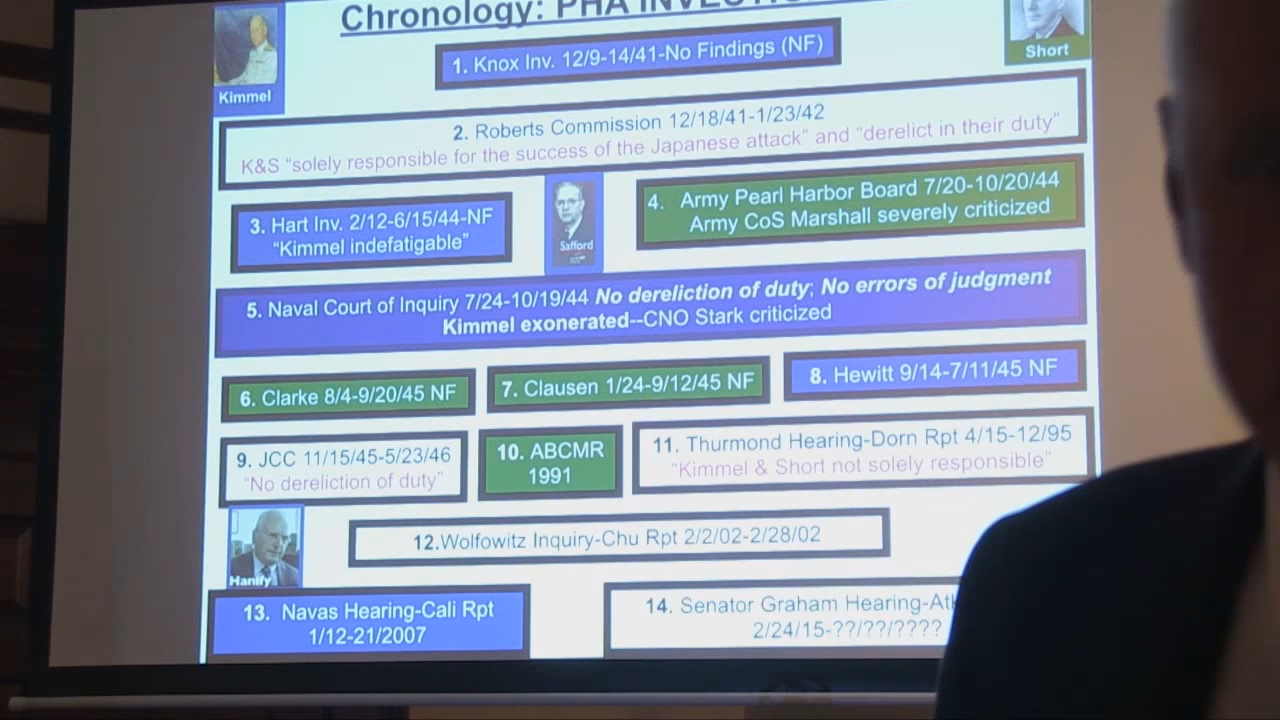 Chronology: PHA
Kimmel
Short
1. Knox Inv. 12/9-14/41-No Findings (NF)
2. Roberts Commission 12/18/41-1/23/42
K&S "solely responsible for the success of the Japanese attack" and "derelict in their duty"
3. Hart Inv. 2/12-6/15/44-NF
"Kimmel indefatigable"
Safford
4. Army Pearl Harbor Board 7/20-10/20/44
Army CoS Marshall severely criticized
5. Naval Court of Inquiry 7/24-10/19/44 No dereliction of duty; No errors of judgment
Kimmel exonerated--CNO Stark criticized
6. Clarke 8/4-9/20/45 NF
7. Clausen 1/24-9/12/45 NF
8. Hewitt 9/14-7/11/45 NF
9. JCC 11/15/45-5/23/46
"No dereliction of duty"
10. ABCMR
1991
11. Thurmond Hearing-Dorn Rpt 4/15-12/95
"Kimmel & Short not solely responsible"
Hanify
12.Wolfowitz Inquiry-Chu Rpt 2/2/02-2/28/02
13. Navas Hearing-Cali Rpt
1/12-21/2007
14. Senator Graham Hearing-
2/24/15-??/??/????